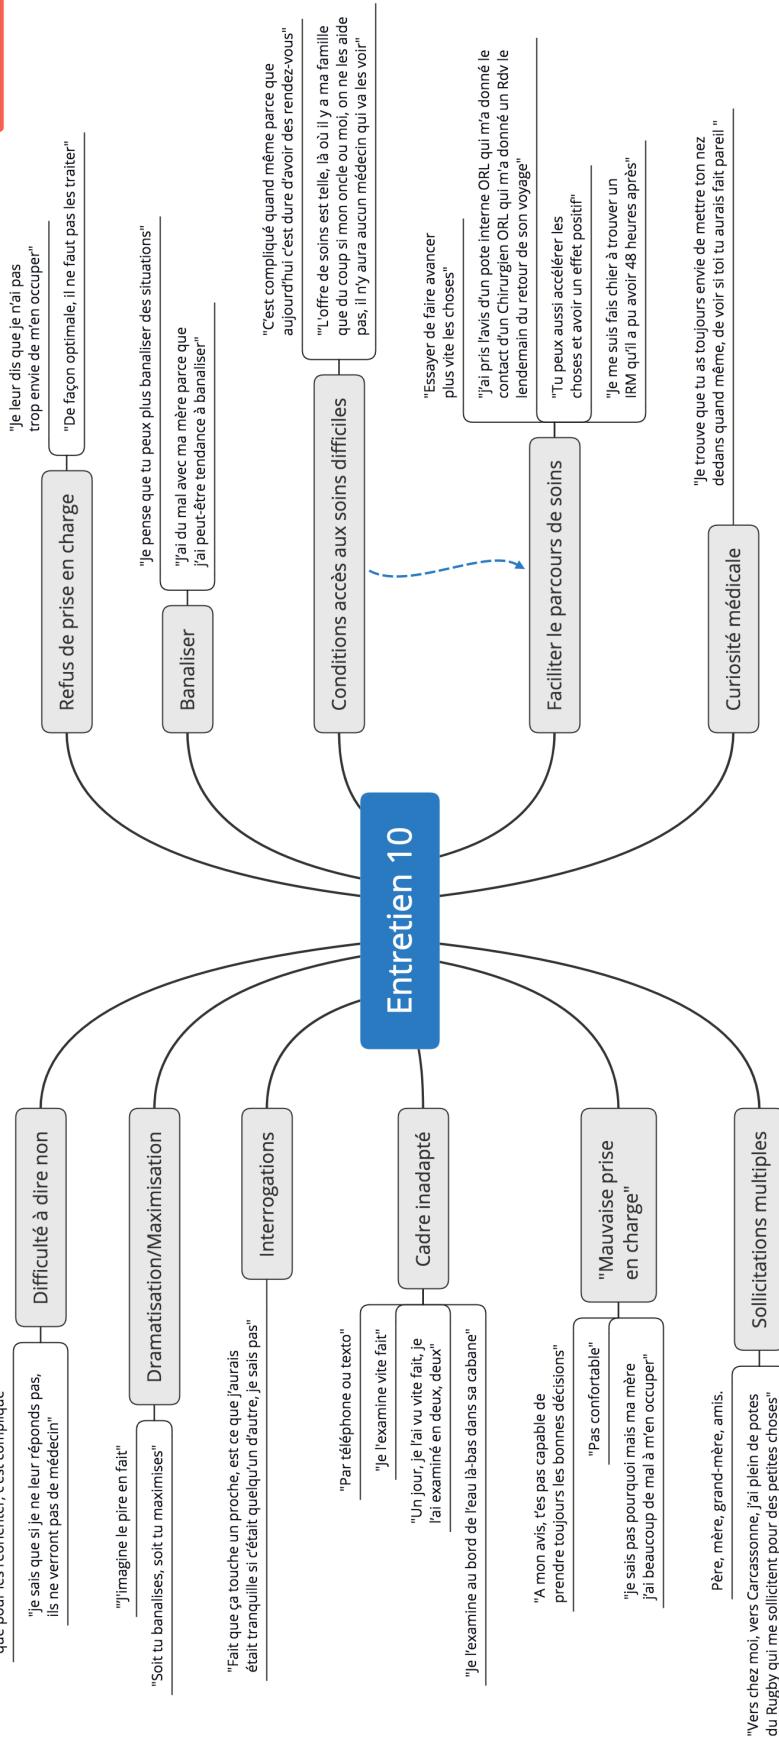 Entretien 10
Refus de prise en charge
"Je leur dis que je n'ai pas
trop envie de m'en occuper"
"De façon optimale, il ne faut pas les traiter"
Banaliser
"Je pense que tu peux plus banaliser des situations"
"J'ai du mal avec ma mère parce que
j'ai peut-être tendance à banaliser"
Conditions accès aux soins difficiles
"C'est compliqué quand même parce que
aujourd'hui c'est dure d'avoir des rendez-vous"
""L'offre de soins est telle, là où il y a ma famille
que du coup si mon oncle ou moi, on ne les aide
pas, il n'y aura aucun médecin qui va les voir"
Faciliter le parcours de soins
"Essayer de faire avancer
plus vite les choses"
"j'ai pris l'avis d'un pote interne ORL qui m'a donné le
contact d'un Chirurgien ORL qui m'a donné un Rdv le
lendemain du retour de son voyage"
"Tu peux aussi accélérer les
choses et avoir un effet positif"
"Je me suis fais chier à trouver un
IRM qu'il a pu avoir 48 heures après"
Curiosité médicale
"Je trouve que tu as toujours envie de mettre ton nez
dedans quand même, de voir si toi tu aurais fait pareil "
Difficulté à dire non
"je sais que si je ne leur réponds pas,
ils ne verront pas de médecin"
Dramatisation/Maximisation
"'J'imagine le pire en fait"
"Soit tu banalises, soit tu maximises"
Interrogations
"Fait que ça touche un proche, est ce que j'aurais
était tranquille si c'était quelqu'un d'autre, je sais pas"
Cadre inadapté
"Par téléphone ou texto"
"Je l'examine vite fait"
"Un jour, je l'ai vu vite fait, je
l'ai examiné en deux, deux"
"Je l'examine au bord de l'eau là-bas dans sa cabane"
"Mauvaise prise
en charge"
"A mon avis, t'es pas capable de
prendre toujours les bonnes décisions"
"Pas confortable"
"je sais pas pourquoi mais ma mère
j'ai beaucoup de mal à m'en occuper"
Sollicitations multiples
Père, mère, grand-mère, amis.
"Vers chez moi, vers Carcassonne, j'ai plein de potes
du Rugby qui me sollicitent pour des petites choses"